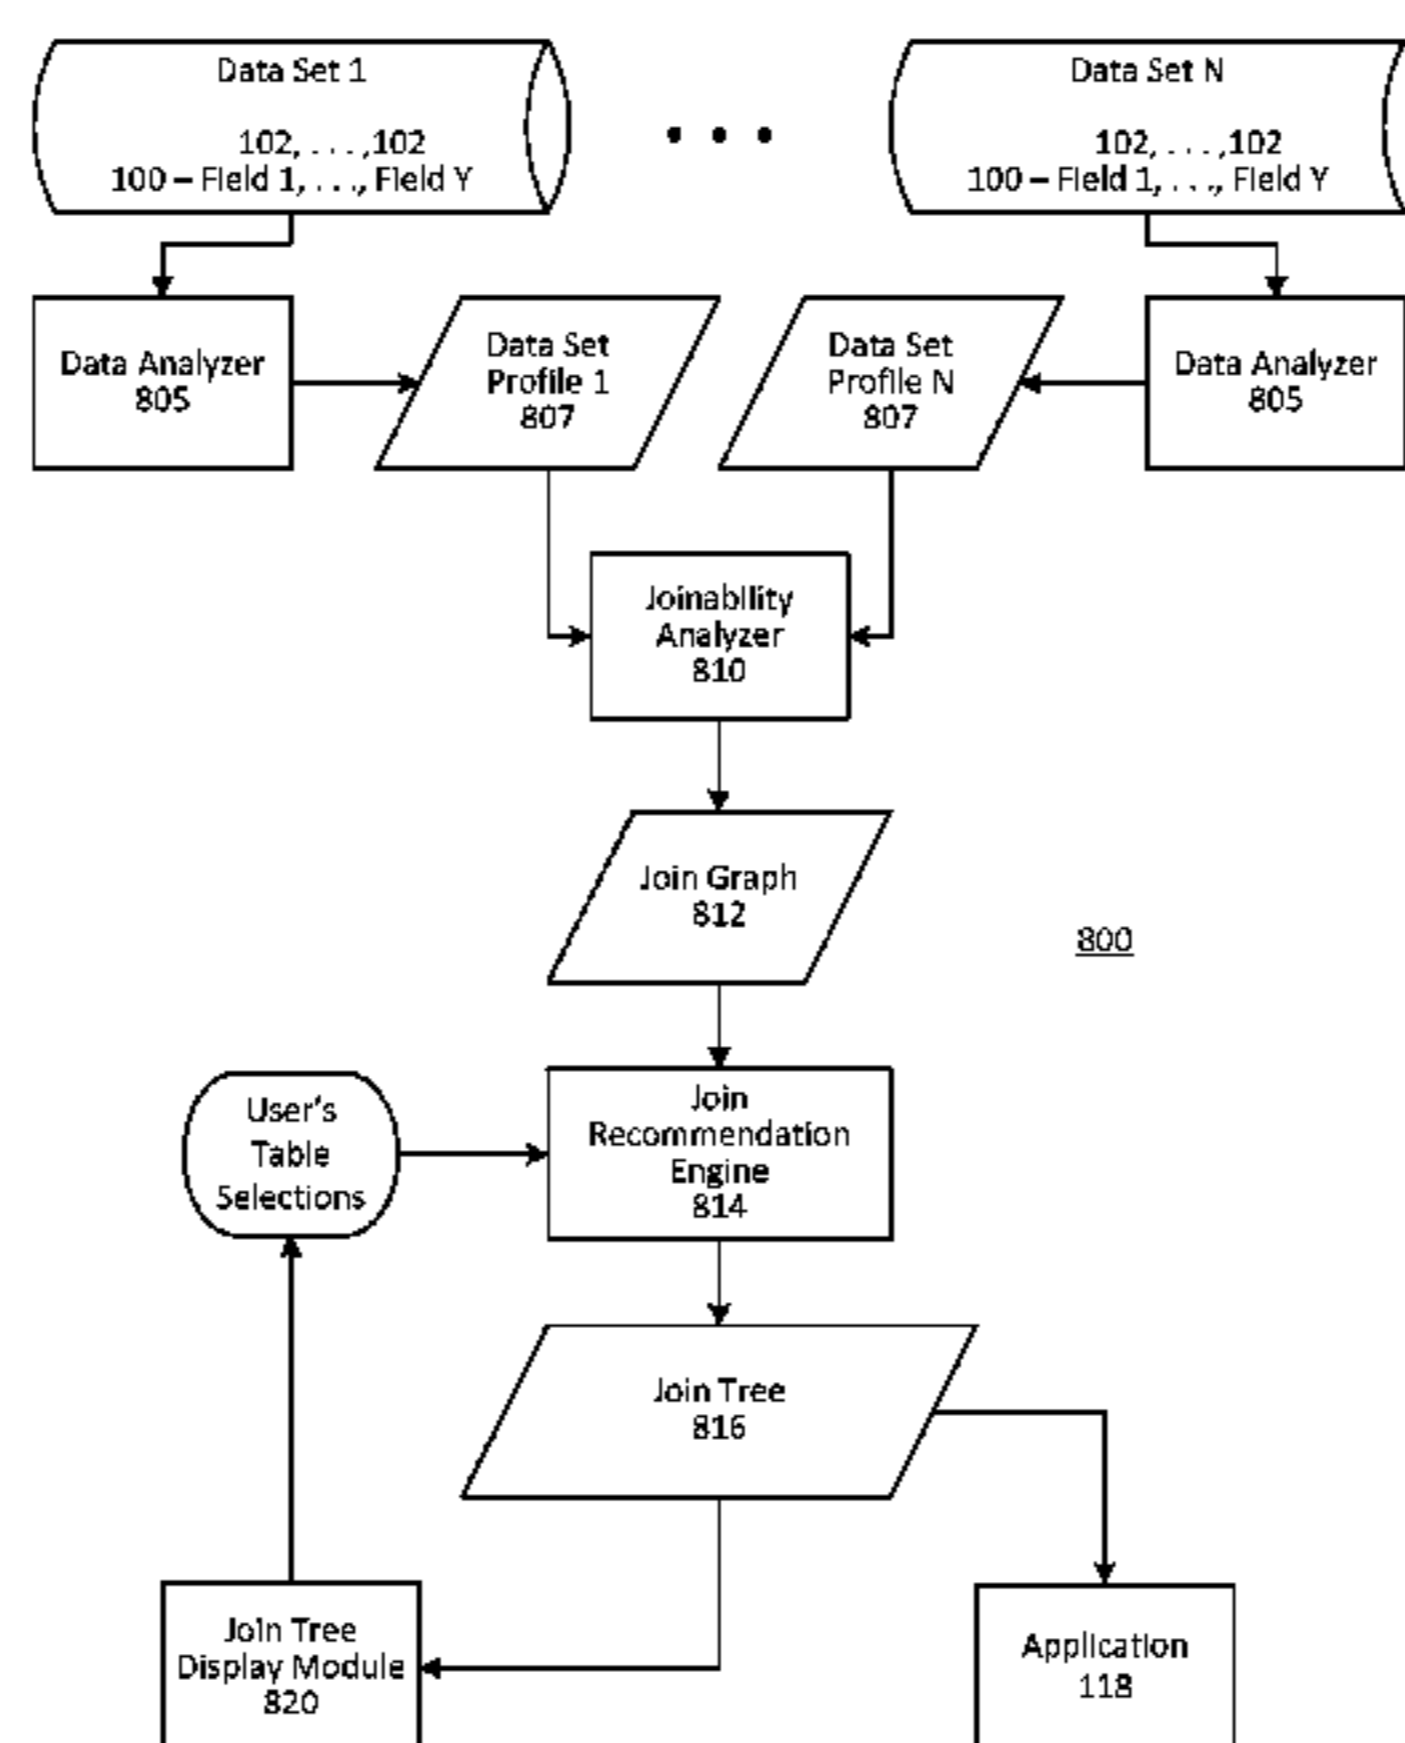 Data Set 1
102, . . .,102
100 – Field 1, . . ., Field Y
Data Set N
102, . . .,102
100 – Field 1, . . ., Field Y
Data Analyzer
805
Data Set
Profile 1
807
Data Set
Profile N
807
Data Analyzer
805
Joinability
Analyzer
810
Join Graph
812
800
User's
Table
Selections
Join
Recommendation
Engine
814
Join Tree
816
Join Tree
Display Module
820
Application
118